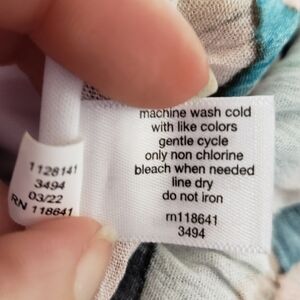 machine wash cold
with like colors
gentle cycle
only non chlorine
bleach when needed
line dry
do not iron
rn118641
3494
1128141
3494
03/22
RN 118641